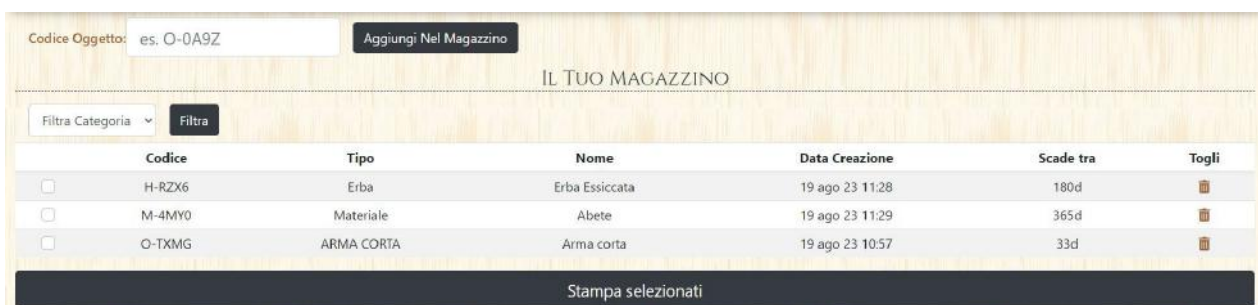 Codice Oggetto: es. O-0A9Z Aggiungi Nel Magazzino
Il Tuo Magazzino
Filtra Categoria Filtra
Codice Tipo Nome Data Creazione Scade tra Togli
H-RZX6 Erba Erba Essiccata 19 ago 23 11:28 180d
M-4MY0 Materiale Abete 19 ago 23 11:29 365d
O-TXMG ARMA CORTA Arma corta 19 ago 23 10:57 33d
Stampa selezionati